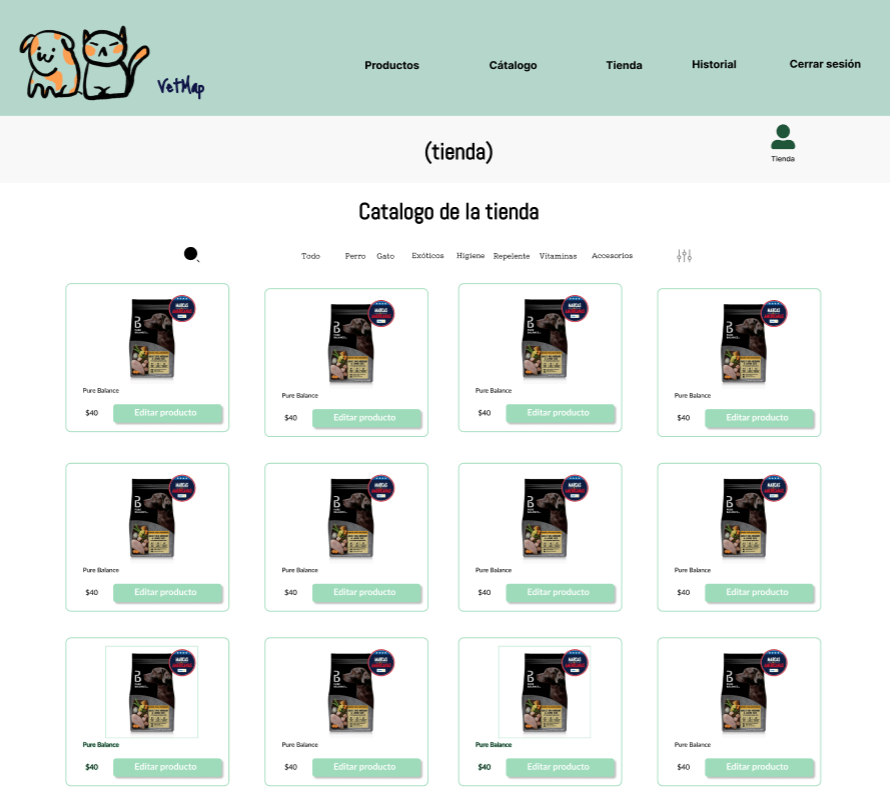 VetMap
Productos Cátalogo Tienda Historial Cerrar sesión
(tienda)
Tienda
Catalogo de la tienda
Todo Perro Gato Exóticos Higiene Repelente Vitaminas Accesorios
Pure Balance Pure Balance Pure Balance Pure Balance
$40 Editar producto $40 Editar producto $40 Editar producto $40 Editar producto
Pure Balance Pure Balance Pure Balance Pure Balance
$40 Editar producto $40 Editar producto $40 Editar producto $40 Editar producto
Pure Balance Pure Balance Pure Balance Pure Balance
$40 Editar producto $40 Editar producto $40 Editar producto $40 Editar producto